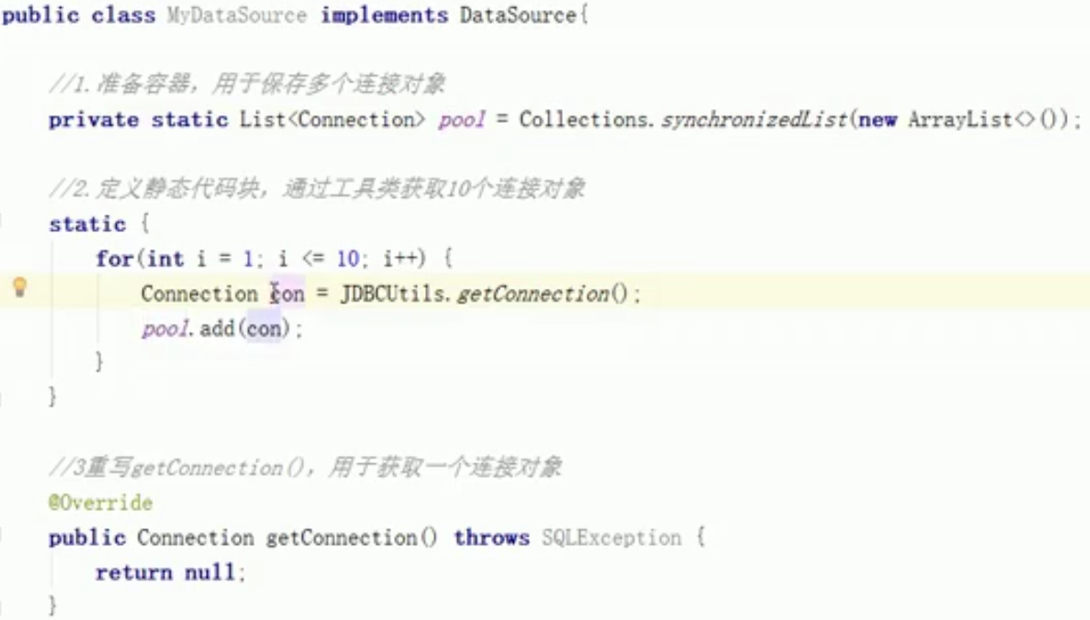 public class MyDataSource implements DataSource{
//1.准备容器，用于保存多个连接对象
private static List<Connection> pool = Collections.synchronizedList(new ArrayList<>());
//2.定义静态代码块，通过工具类获取10个连接对象
static {
for(int i = 1; i <= 10; i++) {
Connection con = JDBCUtils.getConnection();
pool.add(con);
}
}
//3重写getConnection()，用于获取一个连接对象
@Override
public Connection getConnection() throws SQLException {
return null;
}